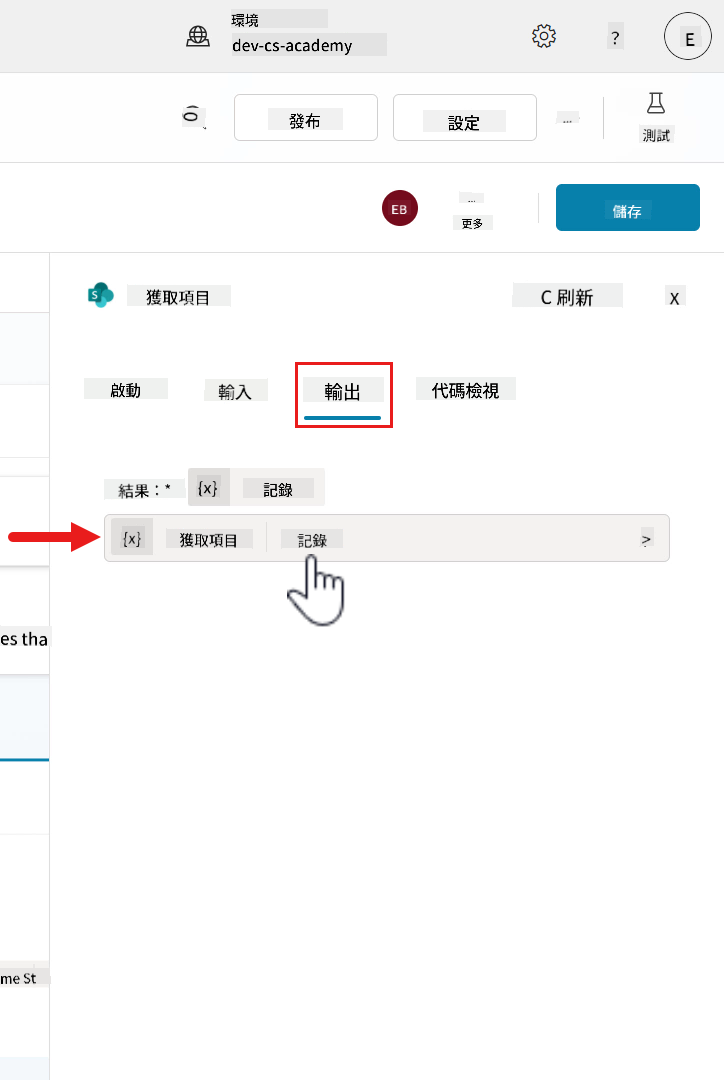 環境
dev-cs-academy
?
E
發布
設定
...
測試
EB
...
更多
儲存
S
獲取項目
C 刷新
X
啟動
輸入
輸出
代碼檢視
結果：*
{x}
記錄
{x}
獲取項目
記錄
>
es tha
me St